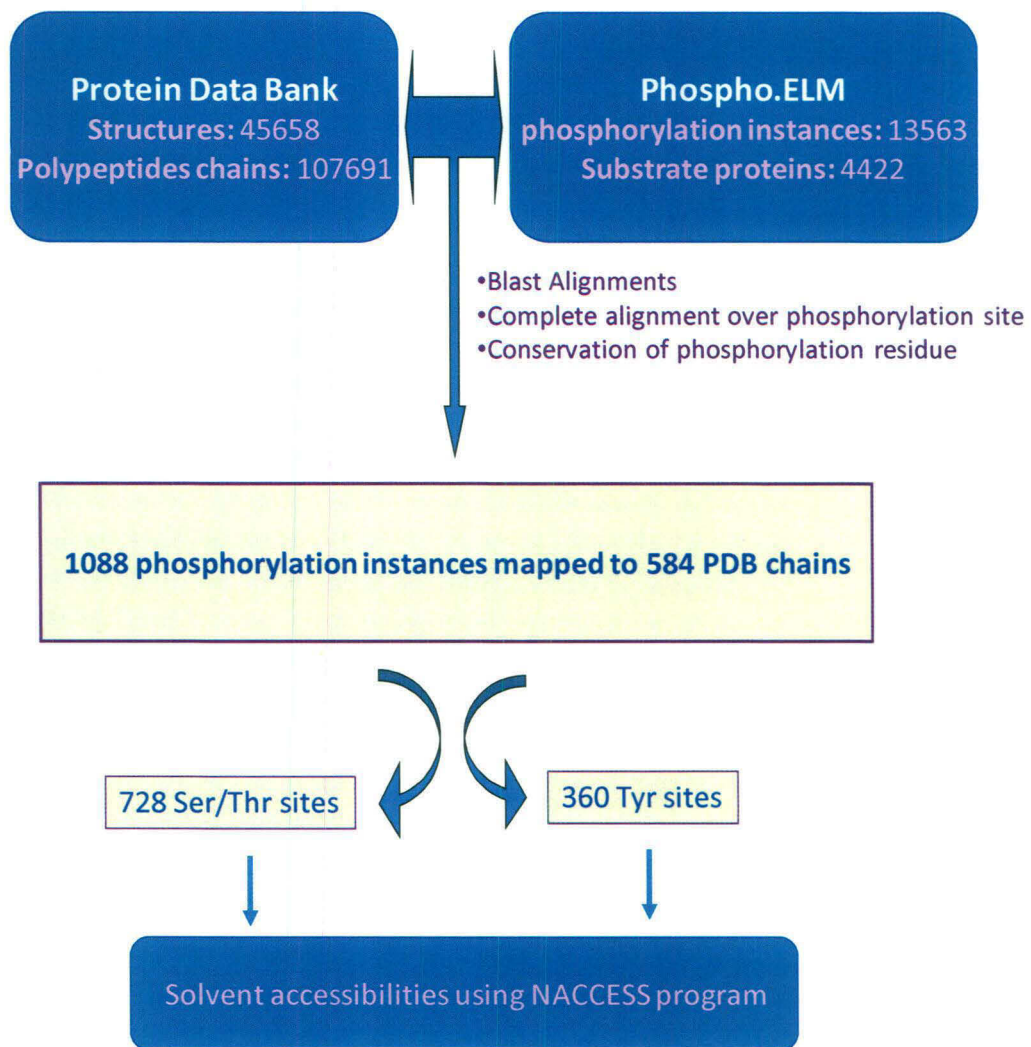 Protein Data Bank
Structures: 45658
Polypeptides chains: 107691
Phospho.ELM
phosphorylation instances: 13563
Substrate proteins: 4422
•Blast Alignments
•Complete alignment over phosphorylation site
•Conservation of phosphorylation residue
1088 phosphorylation instances mapped to 584 PDB chains
728 Ser/Thr sites
360 Tyr sites
Solvent accessibilities using NACCESS program